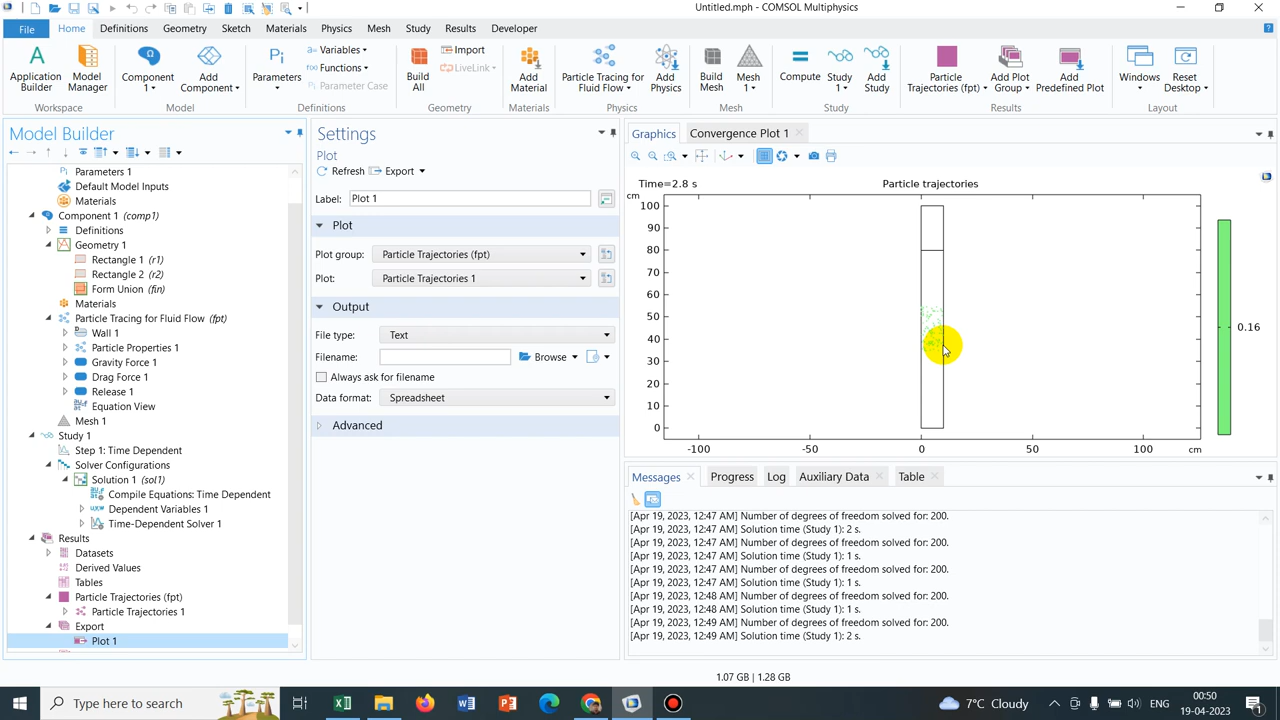 Untitled.mph - COMSOL Multiphysics
File Home Definitions Geometry Sketch Materials Physics Mesh Study Results Developer
Application Builder
Model Manager
Workspace
Component 1
Add Component
Model
Pi
Parameters
Variables
f(x) Functions
Parameter Case
Definitions
Build All
Import
LiveLink
Geometry
Add Material
Materials
Particle Tracing for Fluid Flow
Add Physics
Physics
Build Mesh
Mesh 1
Mesh
Compute
Study 1
Add Study
Study
Particle Trajectories (fpt)
Add Plot Group
Add Predefined Plot
Results
Windows
Reset Desktop
Layout
Model Builder
Pi Parameters 1
Default Model Inputs
Materials
Component 1 (comp1)
Definitions
Geometry 1
Rectangle 1 (r1)
Rectangle 2 (r2)
Form Union (fin)
Materials
Particle Tracing for Fluid Flow (fpt)
Wall 1
Particle Properties 1
Gravity Force 1
Drag Force 1
Release 1
Equation View
Mesh 1
Study 1
Step 1: Time Dependent
Solver Configurations
Solution 1 (sol1)
Compile Equations: Time Dependent
Dependent Variables 1
Time-Dependent Solver 1
Results
Datasets
Derived Values
Tables
Particle Trajectories (fpt)
Particle Trajectories 1
Export
Plot 1
Settings
Plot
Refresh Export
Label: Plot 1
Plot
Plot group: Particle Trajectories (fpt)
Plot: Particle Trajectories 1
Output
File type: Text
Filename: Browse
Always ask for filename
Data format: Spreadsheet
Advanced
Graphics Convergence Plot 1
Time=2.8 s Particle trajectories
cm
100
90
80
70
60
50
40
30
20
10
0
-100 -50 0 50 100 cm
0.16
Messages Progress Log Auxiliary Data Table
[Apr 19, 2023, 12:47 AM] Number of degrees of freedom solved for: 200.
[Apr 19, 2023, 12:47 AM] Solution time (Study 1): 2 s.
[Apr 19, 2023, 12:47 AM] Number of degrees of freedom solved for: 200.
[Apr 19, 2023, 12:47 AM] Solution time (Study 1): 1 s.
[Apr 19, 2023, 12:47 AM] Number of degrees of freedom solved for: 200.
[Apr 19, 2023, 12:47 AM] Solution time (Study 1): 1 s.
[Apr 19, 2023, 12:48 AM] Number of degrees of freedom solved for: 200.
[Apr 19, 2023, 12:48 AM] Solution time (Study 1): 1 s.
[Apr 19, 2023, 12:49 AM] Number of degrees of freedom solved for: 200.
[Apr 19, 2023, 12:49 AM] Solution time (Study 1): 2 s.
1.07 GB | 1.28 GB
Type here to search
7°C Cloudy
ENG
00:50
19-04-2023